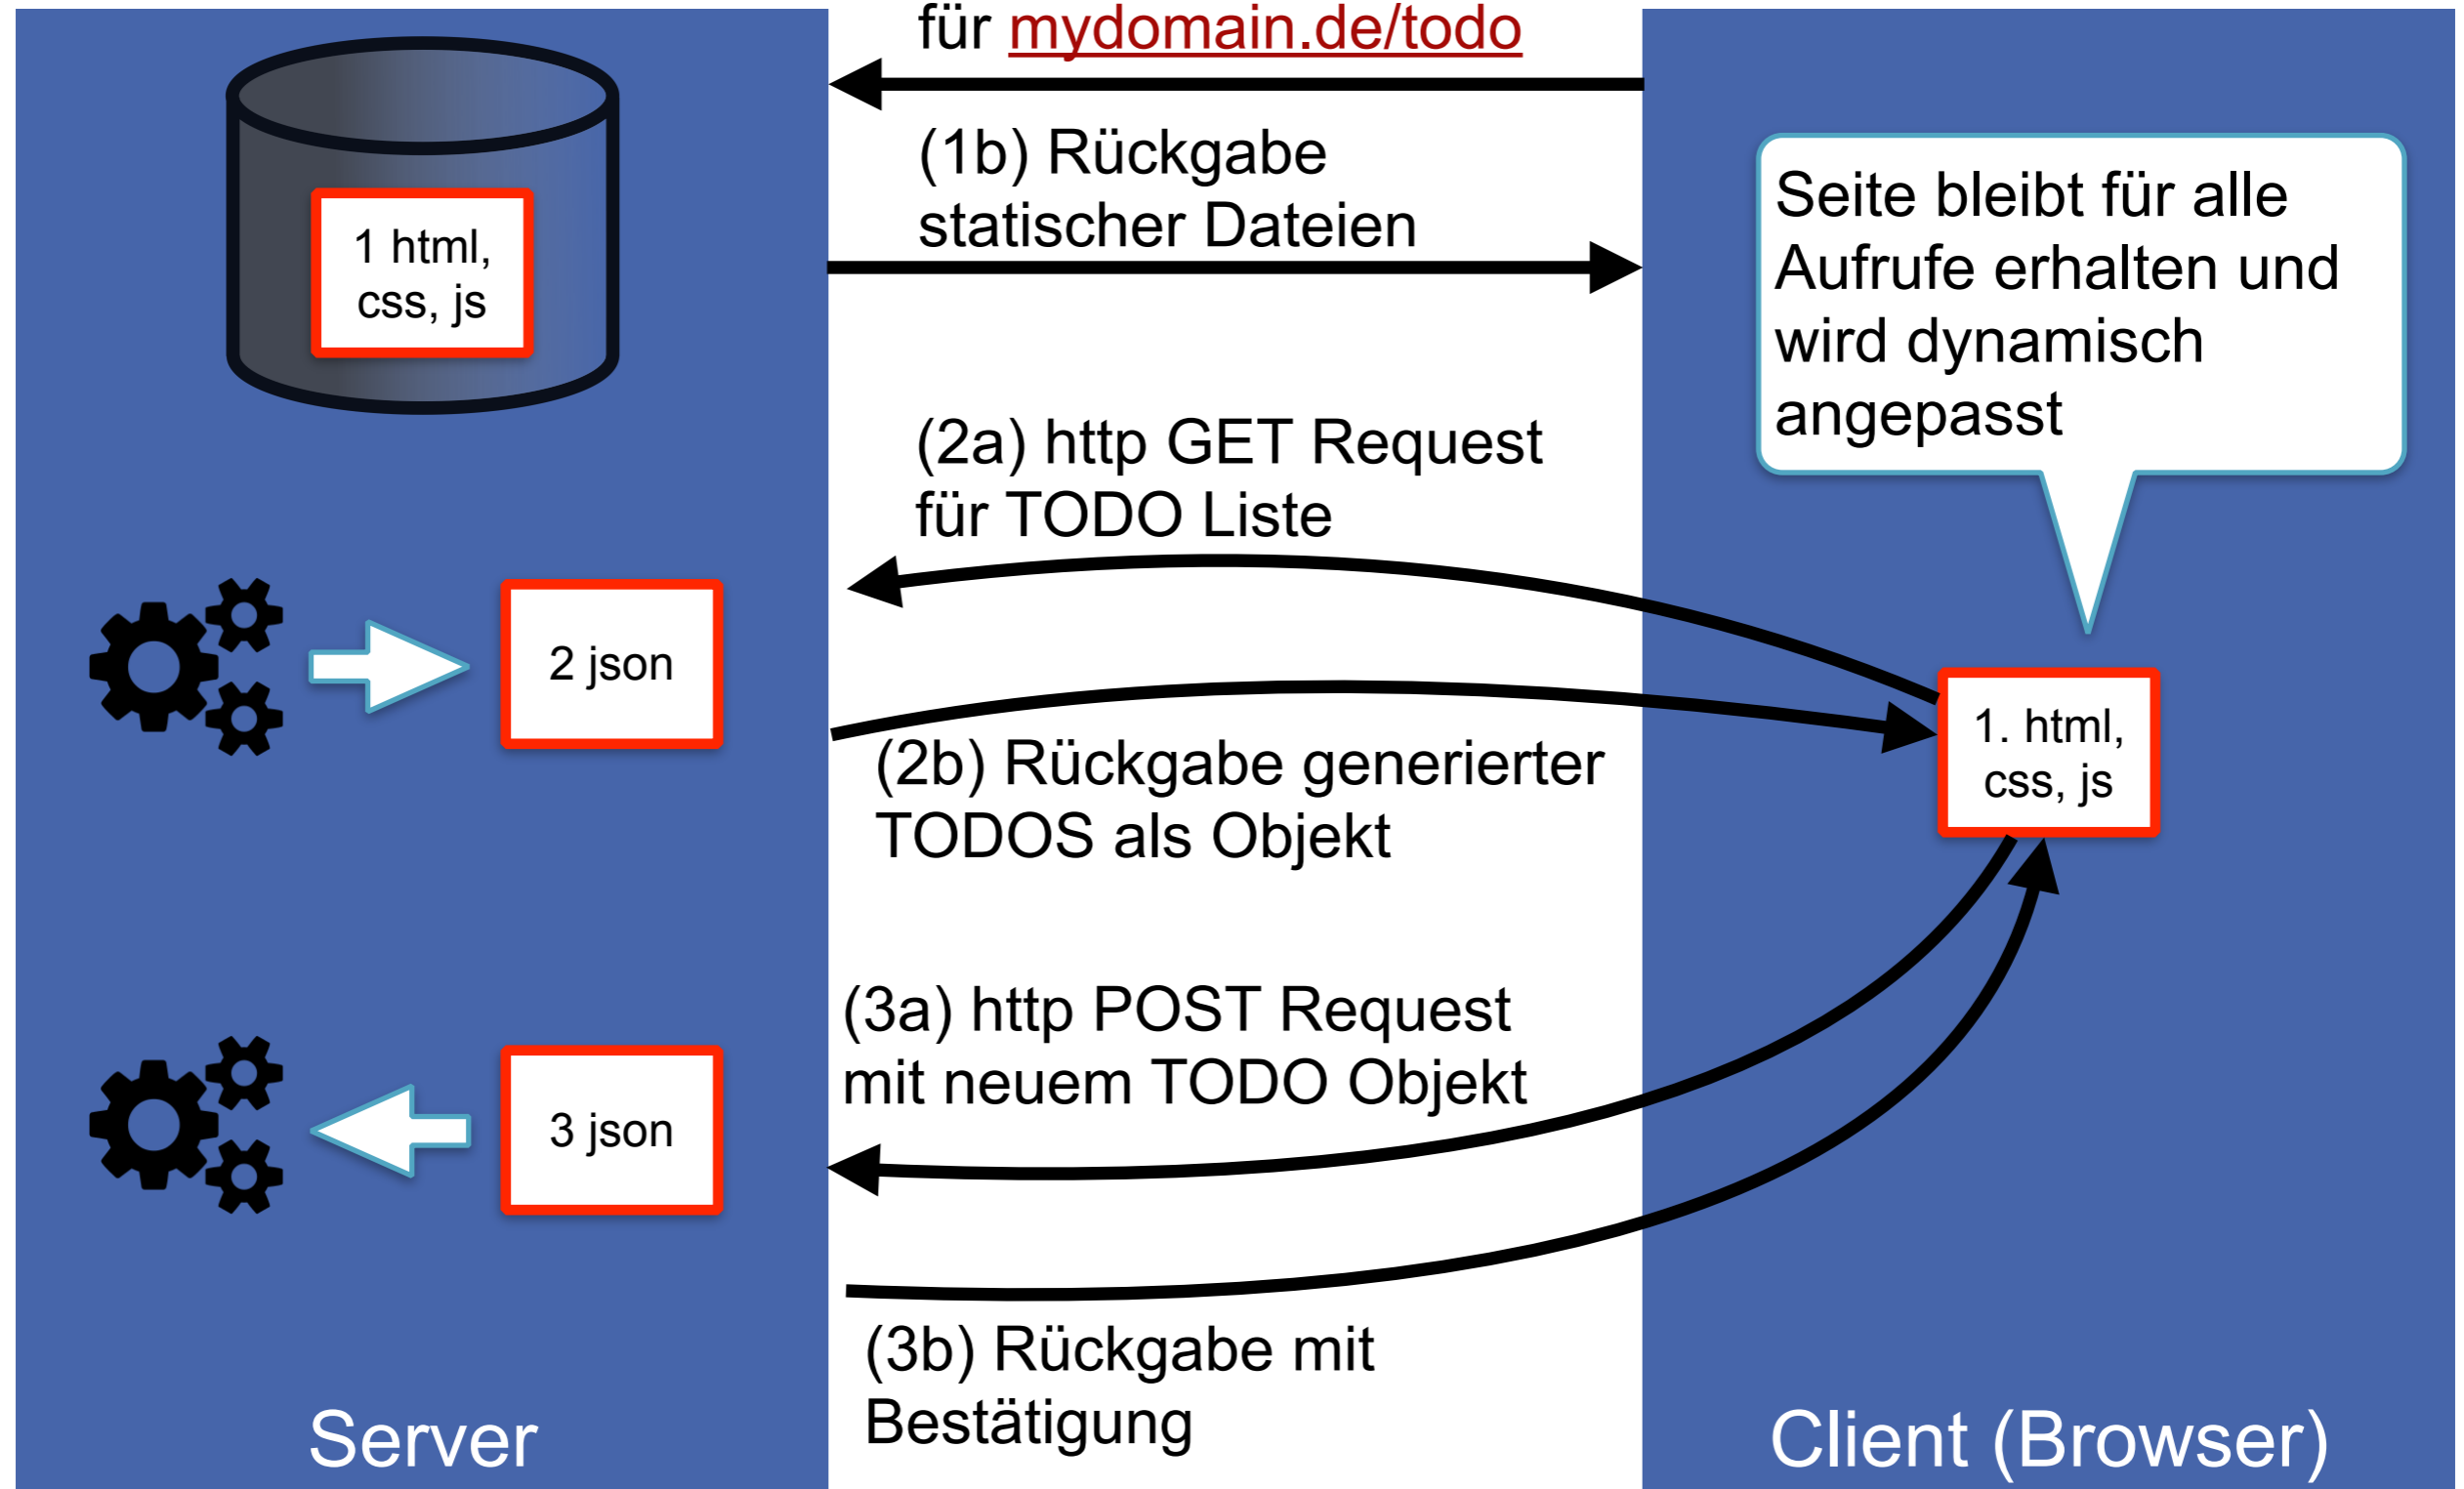 für mydomain.de/todo
(1b) Rückgabe
statischer Dateien
1 html,
css, js
Seite bleibt für alle
Aufrufe erhalten und
wird dynamisch
angepasst
(2a) http GET Request
für TODO Liste
2 json
(2b) Rückgabe generierter
TODOS als Objekt
1. html,
css, js
(3a) http POST Request
mit neuem TODO Objekt
3 json
(3b) Rückgabe mit
Bestätigung
Server
Client (Browser)